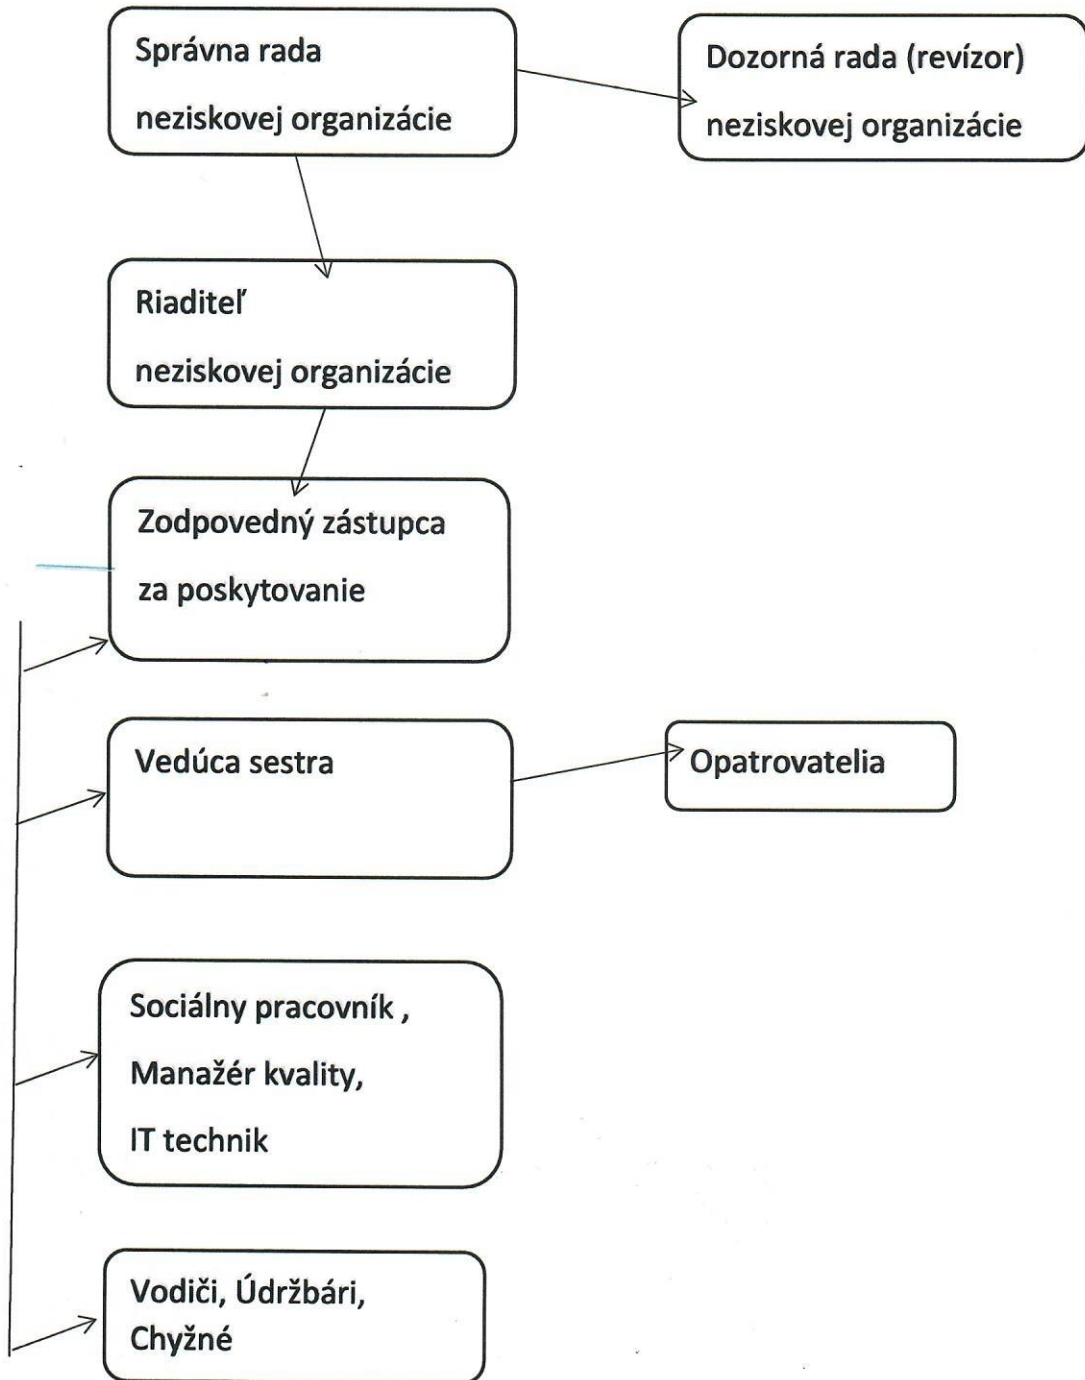 Správna rada
neziskovej organizácie
Dozorná rada (revízor)
neziskovej organizácie
Riaditeľ
neziskovej organizácie
Zodpovedný zástupca
za poskytovanie
Vedúca sestra
Opatrovatelia
Sociálny pracovník ,
Manažér kvality,
IT technik
Vodiči, Údržbári,
Chyžné